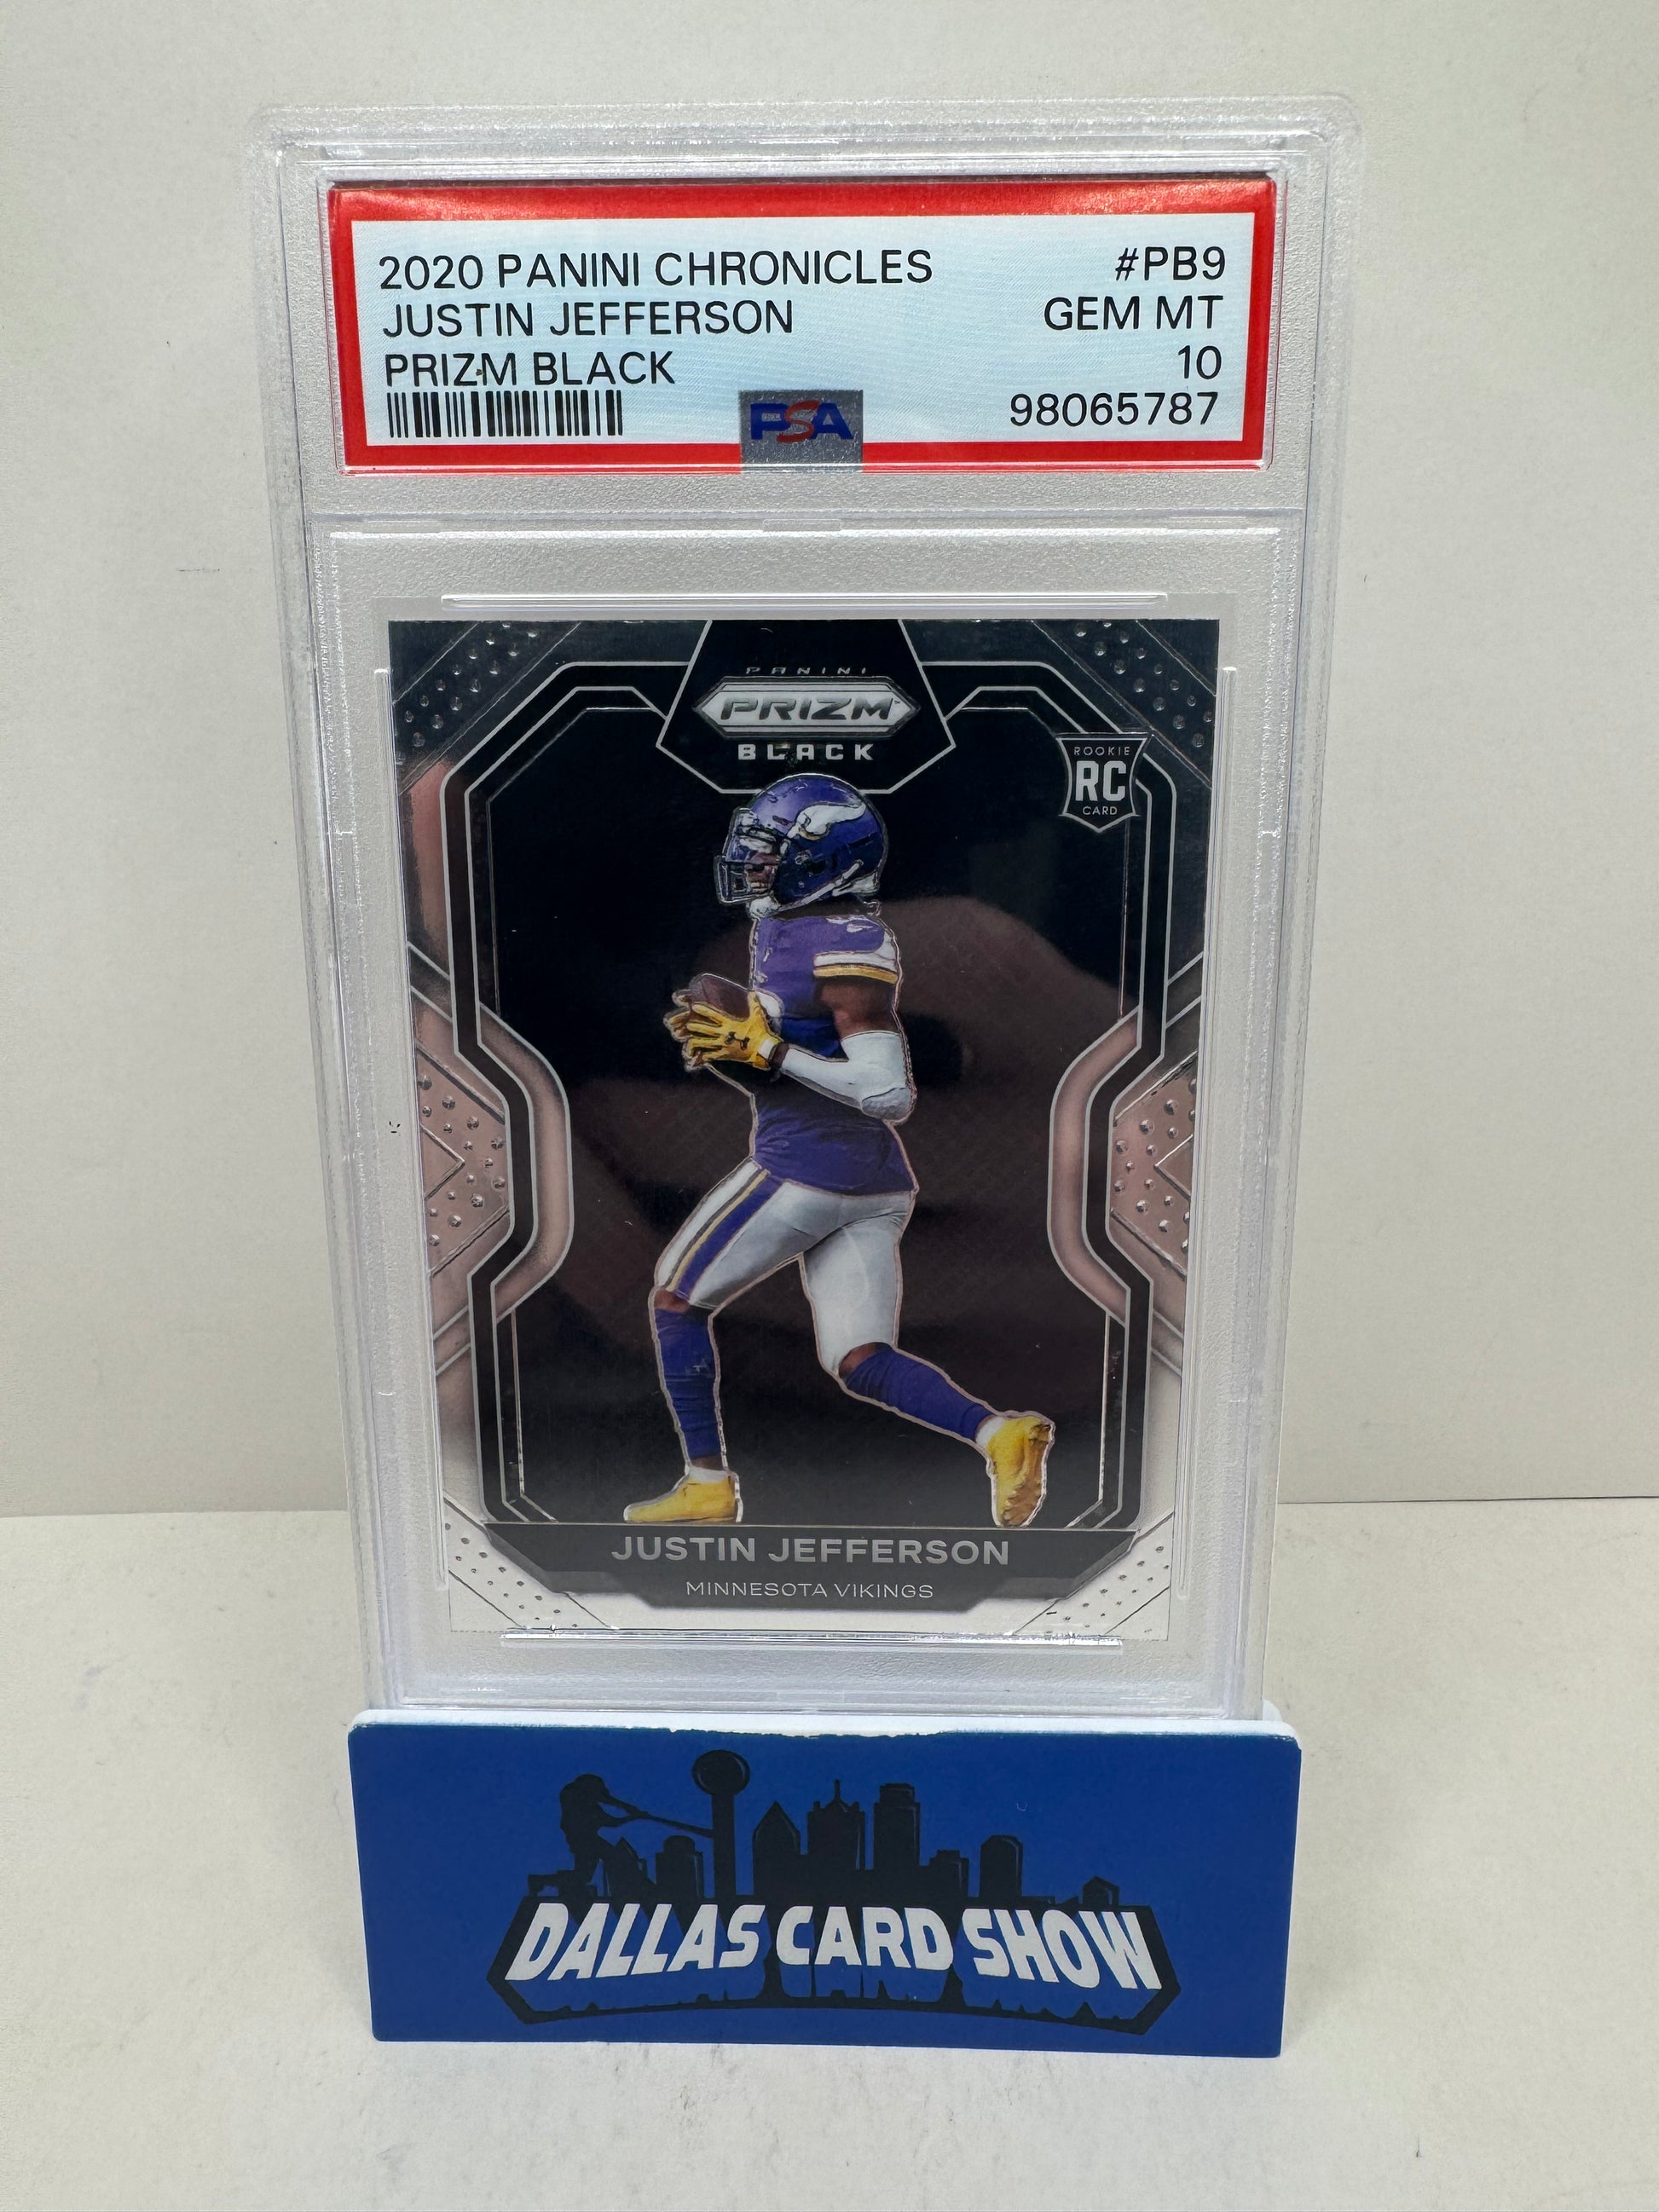 2020 PANINI CHRONICLES #PB9
JUSTIN JEFFERSON GEM MT
PRIZM BLACK 10
PSA 98065787
PANINI
PRIZM
BLACK
ROOKIE
RC
CARD
JUSTIN JEFFERSON
MINNESOTA VIKINGS
DALLAS CARD SHOW